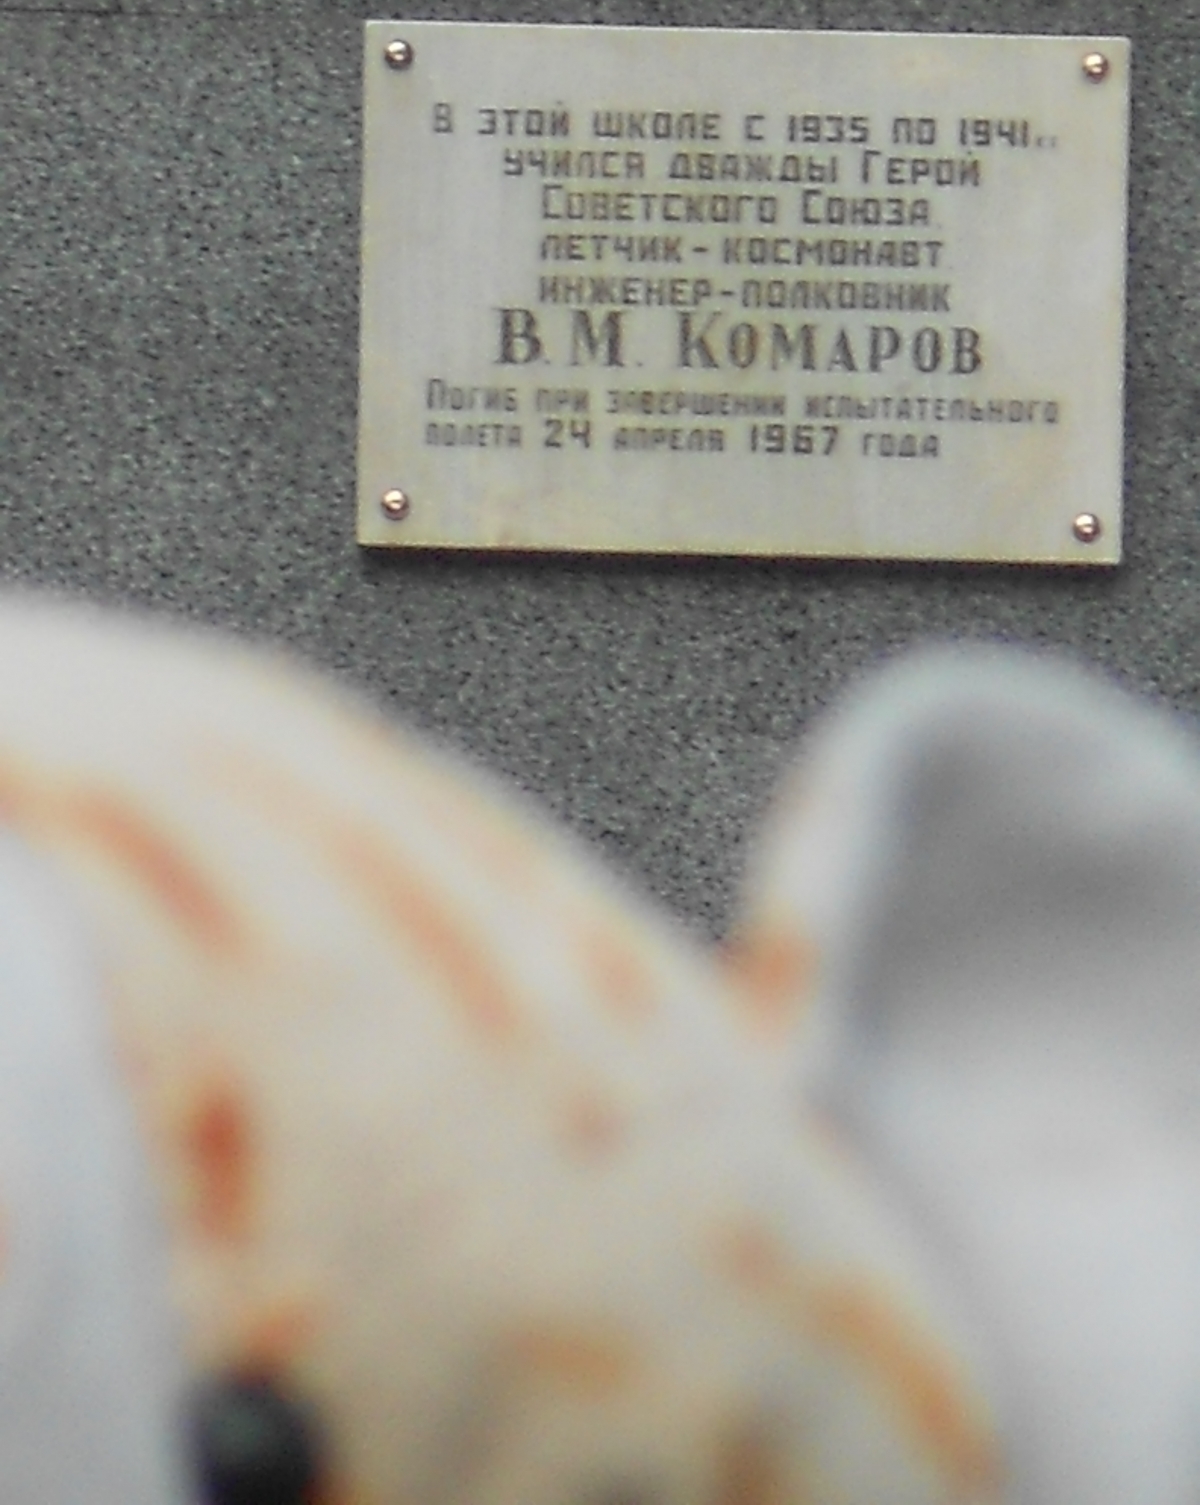 В ЭТОЙ ШКОЛЕ С 1935 ПО 1941гг
УЧИЛСЯ ДВАЖДЫ ГЕРОЙ
СОВЕТСКОГО СОЮЗА,
ЛЕТЧИК-КОСМОНАВТ,
ИНЖЕНЕР-ПОЛКОВНИК
В.М. КОМАРОВ
ПОГИБ ПРИ ЗАВЕРШЕНИИ ИСПЫТАТЕЛЬНОГО
ПОЛЕТА 24 АПРЕЛЯ 1967 ГОДА